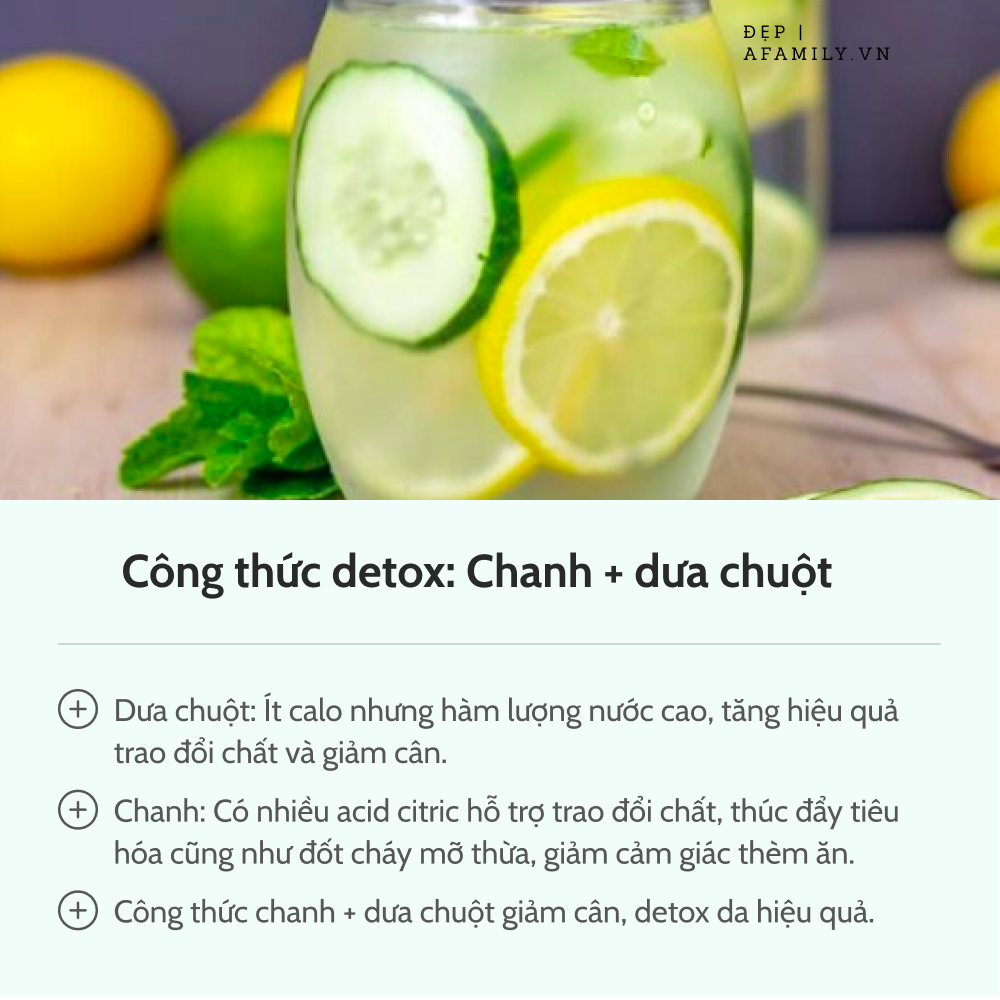 ĐẸP |
AFAMILY.VN
Công thức detox: Chanh + dưa chuột
Dưa chuột: Ít calo nhưng hàm lượng nước cao, tăng hiệu quả
trao đổi chất và giảm cân.
Chanh: Có nhiều acid citric hỗ trợ trao đổi chất, thúc đẩy tiêu
hóa cũng như đốt cháy mỡ thừa, giảm cảm giác thèm ăn.
Công thức chanh + dưa chuột giảm cân, detox da hiệu quả.